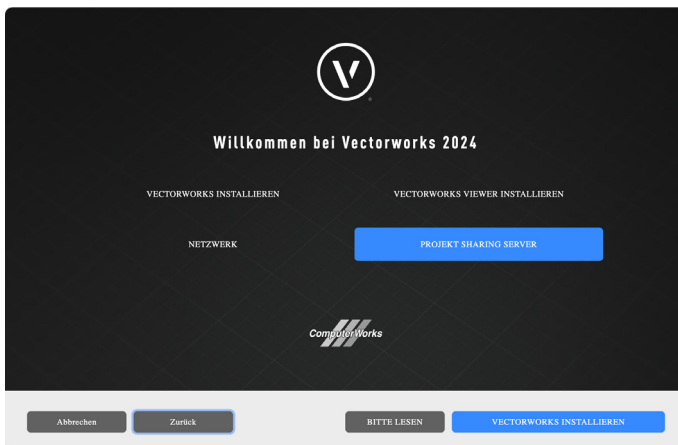 Willkommen bei Vectorworks 2024
VECTORWORKS INSTALLIEREN
VECTORWORKS VIEWER INSTALLIEREN
NETZWERK
PROJEKT SHARING SERVER
ComputerWorks
Abbrechen
Zurück
BITTE LESEN
VECTORWORKS INSTALLIEREN